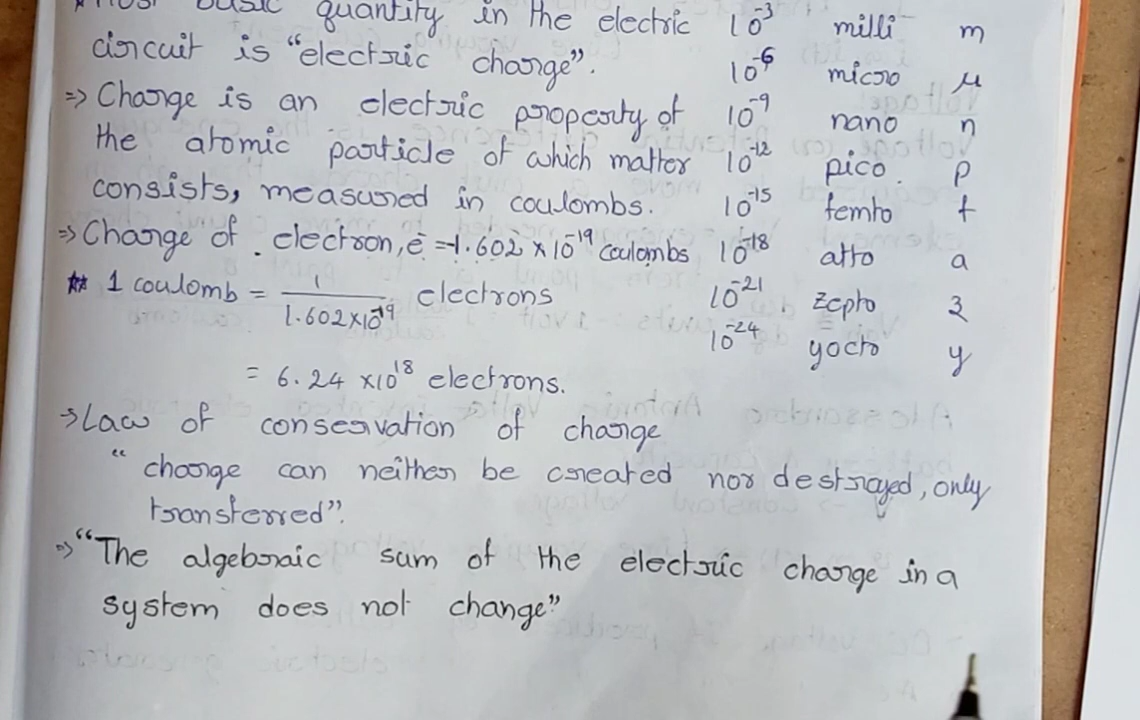 most basic quantity in the electric
circuit is "electric charge".
=> Charge is an electric property of
the atomic particle of which matter
consists, measured in coulombs.
=> Charge of electron, e⁻ = -1.602 × 10⁻¹⁹ coulombs
** 1 coulomb = 1 / 1.602×10⁻¹⁹ electrons
= 6.24 ×10¹⁸ electrons.
=> Law of conservation of charge
"charge can neither be created nor destroyed, only
transferred".
=> "The algebraic sum of the electric charge in a
system does not change"
10⁻³ milli m
10⁻⁶ micro μ
10⁻⁹ nano n
10⁻¹² pico. p
10⁻¹⁵ femto f
10⁻¹⁸ atto a
10⁻²¹ zepto z
10⁻²⁴ yocto y